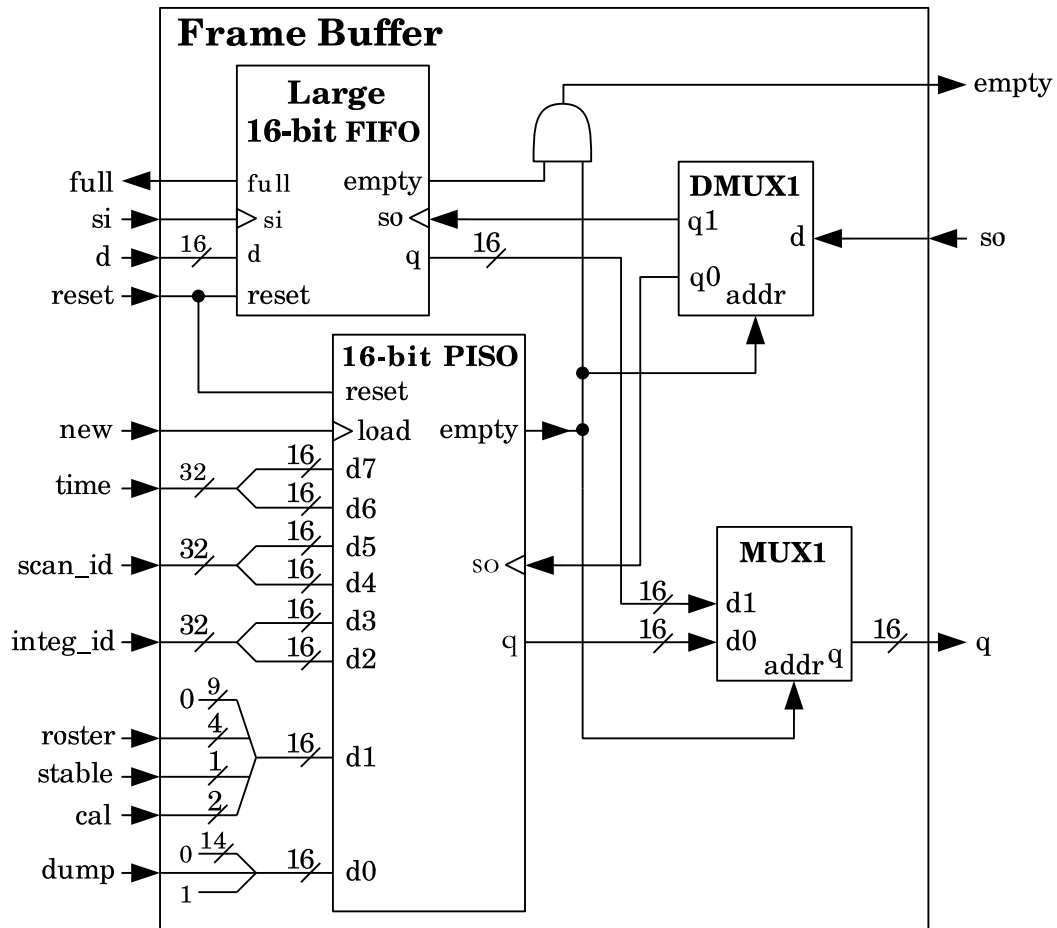 Frame Buffer
Large
16-bit FIFO
empty
full
full
empty
DMUX1
si
si
so
q1
d
so
d
16
d
q
16
q0
reset
reset
addr
16-bit PISO
reset
new
load
empty
time
32
16
d7
16
d6
scan_id
32
16
d5
16
d4
so
MUX1
integ_id
32
16
d3
16
d2
q
16
d1
16
d0
addr
q
16
q
0
9
roster
4
stable
1
16
d1
cal
2
0
14
dump
16
d0
1